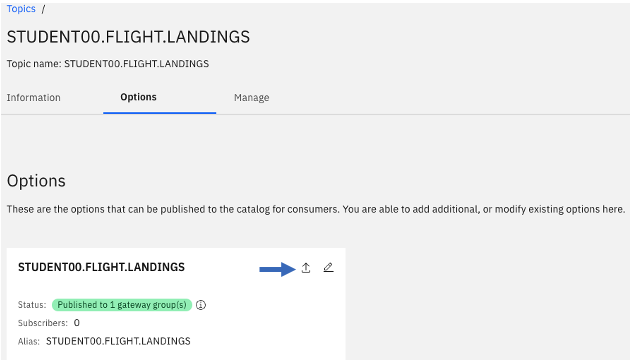 Topics /
STUDENT00.FLIGHT.LANDINGS
Topic name: STUDENT00.FLIGHT.LANDINGS
Information Options Manage
Options
These are the options that can be published to the catalog for consumers. You are able to add additional, or modify existing options here.
STUDENT00.FLIGHT.LANDINGS
Status: Published to 1 gateway group(s)
Subscribers: 0
Alias: STUDENT00.FLIGHT.LANDINGS